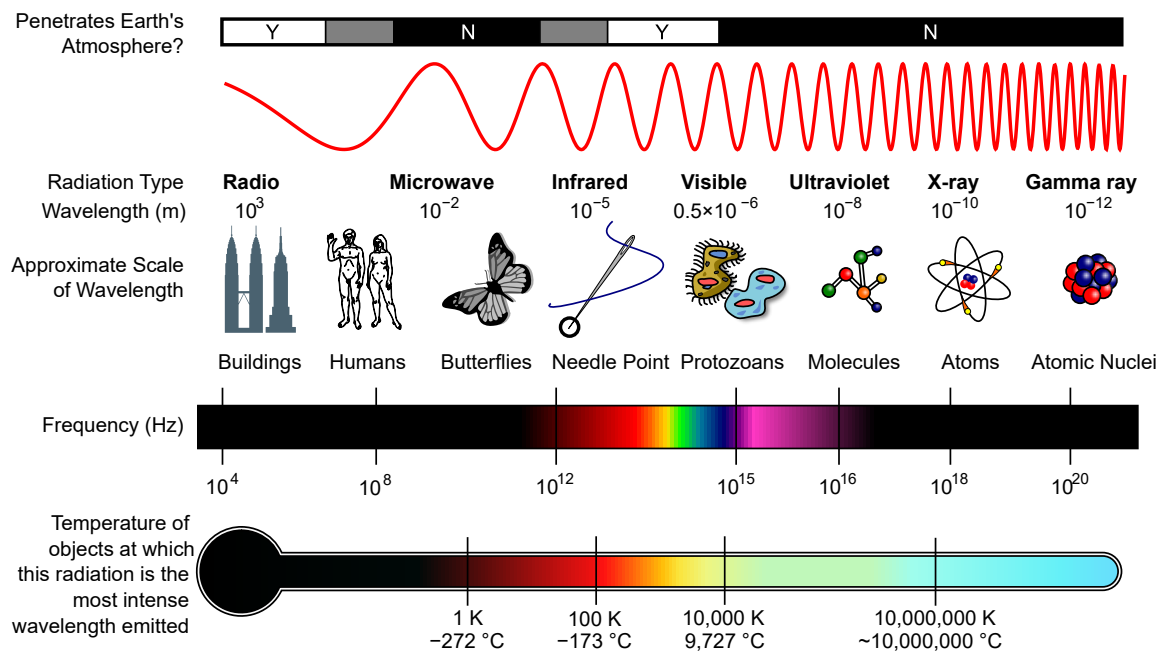 Penetrates Earth's
Atmosphere?
Y N Y N
Radiation Type
Radio Microwave Infrared Visible Ultraviolet X-ray Gamma ray
Wavelength (m)
10³ 10⁻² 10⁻⁵ 0.5×10⁻⁶ 10⁻⁸ 10⁻¹⁰ 10⁻¹²
Approximate Scale
of Wavelength
Buildings Humans Butterflies Needle Point Protozoans Molecules Atoms Atomic Nuclei
Frequency (Hz)
10⁴ 10⁸ 10¹² 10¹⁵ 10¹⁶ 10¹⁸ 10²⁰
Temperature of
objects at which
this radiation is the
most intense
wavelength emitted
1 K 100 K 10,000 K 10,000,000 K
−272 °C −173 °C 9,727 °C ~10,000,000 °C